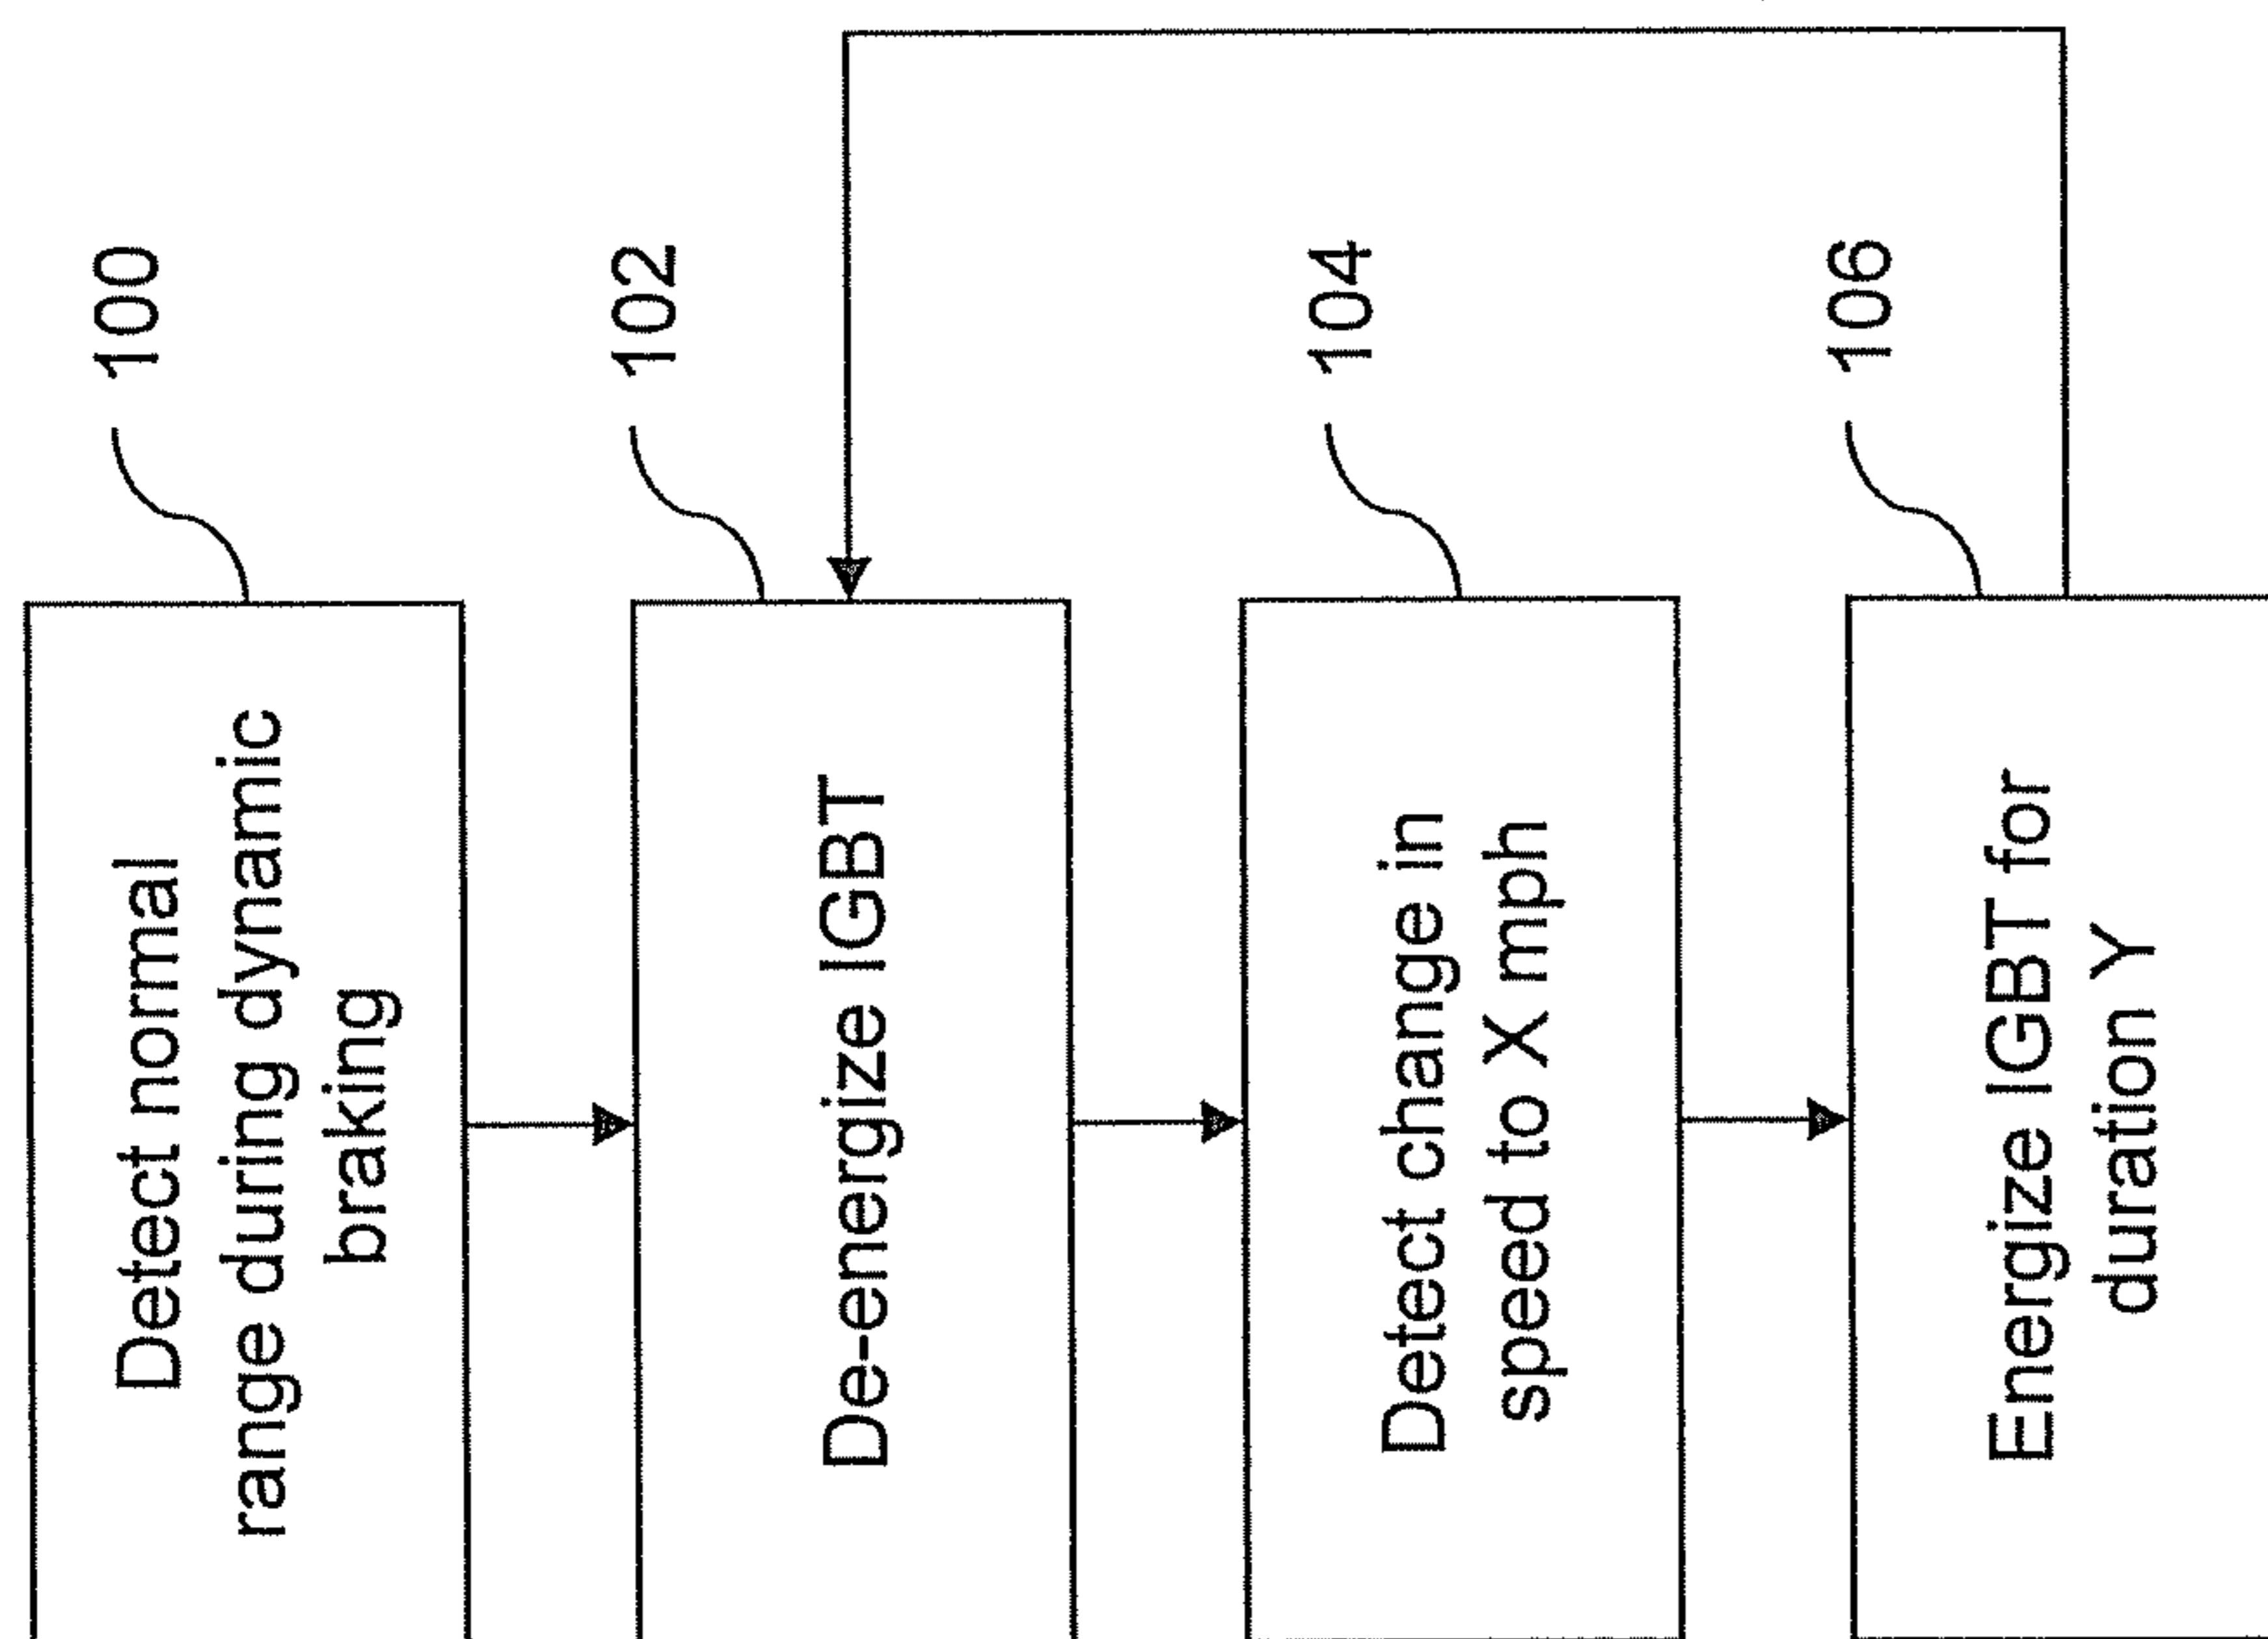 Detect normal
range during dynamic
braking
100
De-energize IGBT
102
Detect change in
speed to X mph
104
Energize IGBT for
duration Y
106